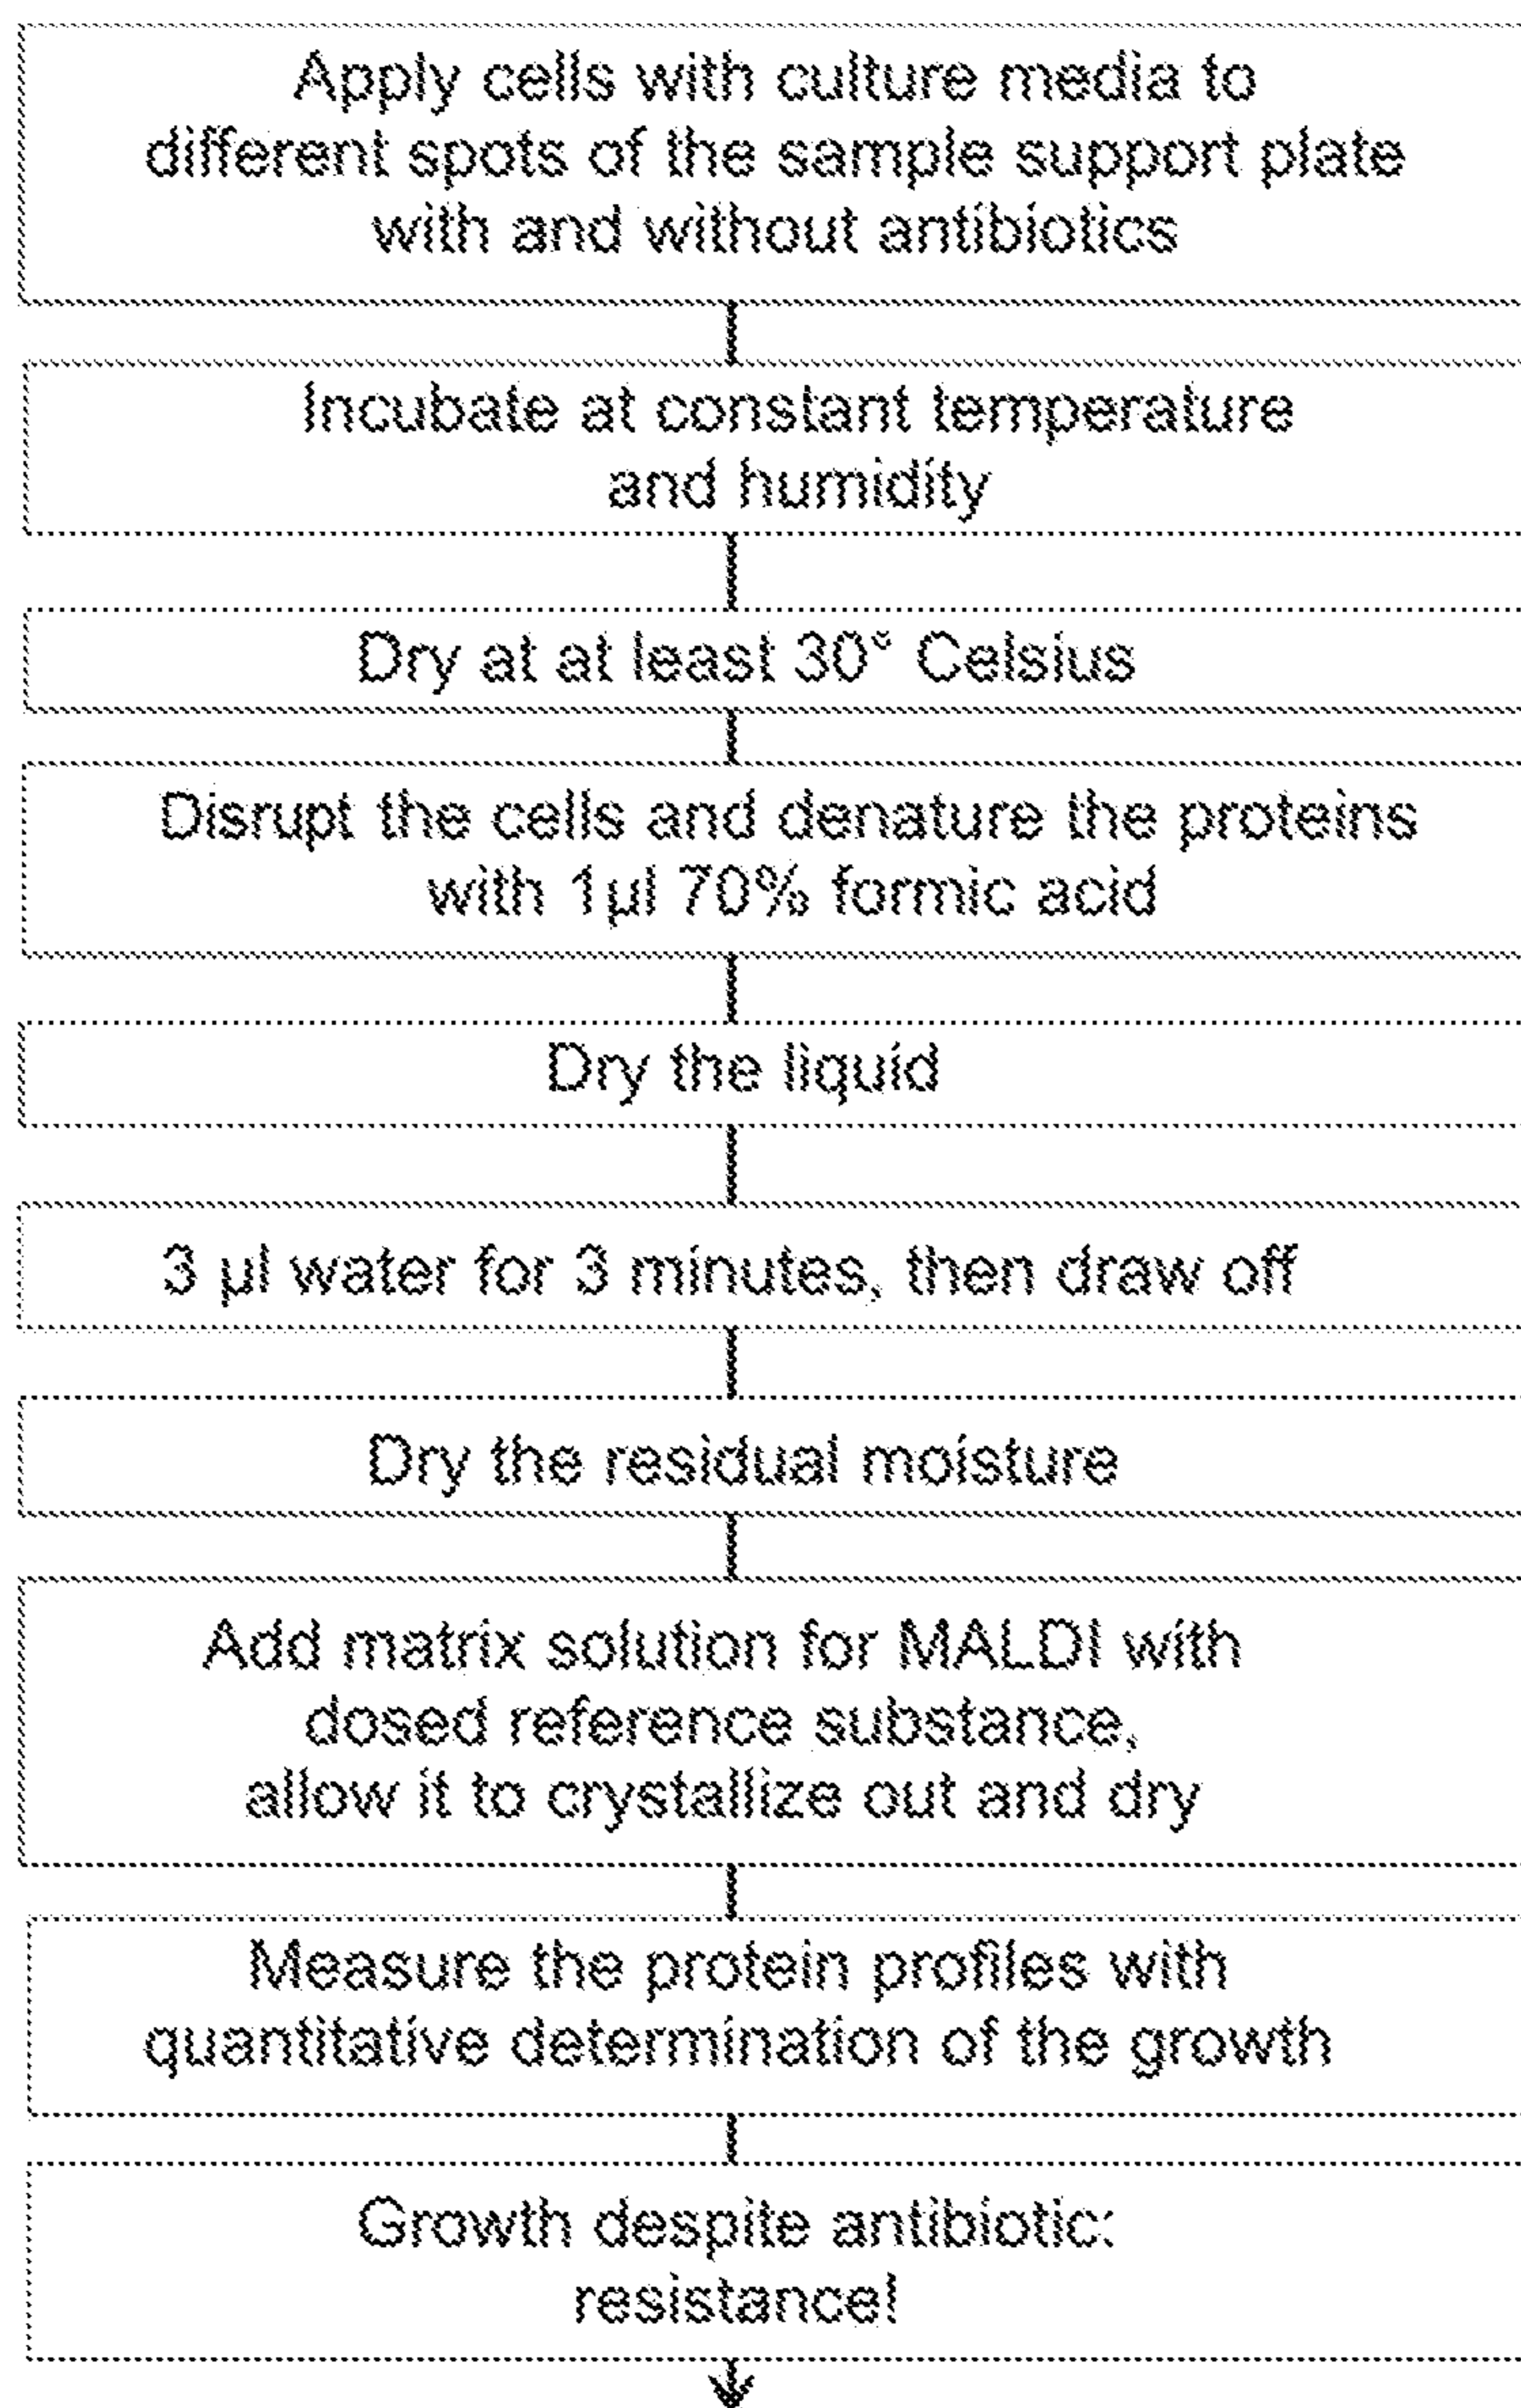 Apply cells with culture media to
different spots of the sample support plate
with and without antibiotics
Incubate at constant temperature
and humidity
Dry at at least 30° Celsius
Disrupt the cells and denature the proteins
with 1µl 70% formic acid
Dry the liquid
3 µl water for 3 minutes, then draw off
Dry the residual moisture
Add matrix solution for MALDI with
dosed reference substance,
allow it to crystallize out and dry
Measure the protein profiles with
quantitative determination of the growth
Growth despite antibiotic:
resistance!